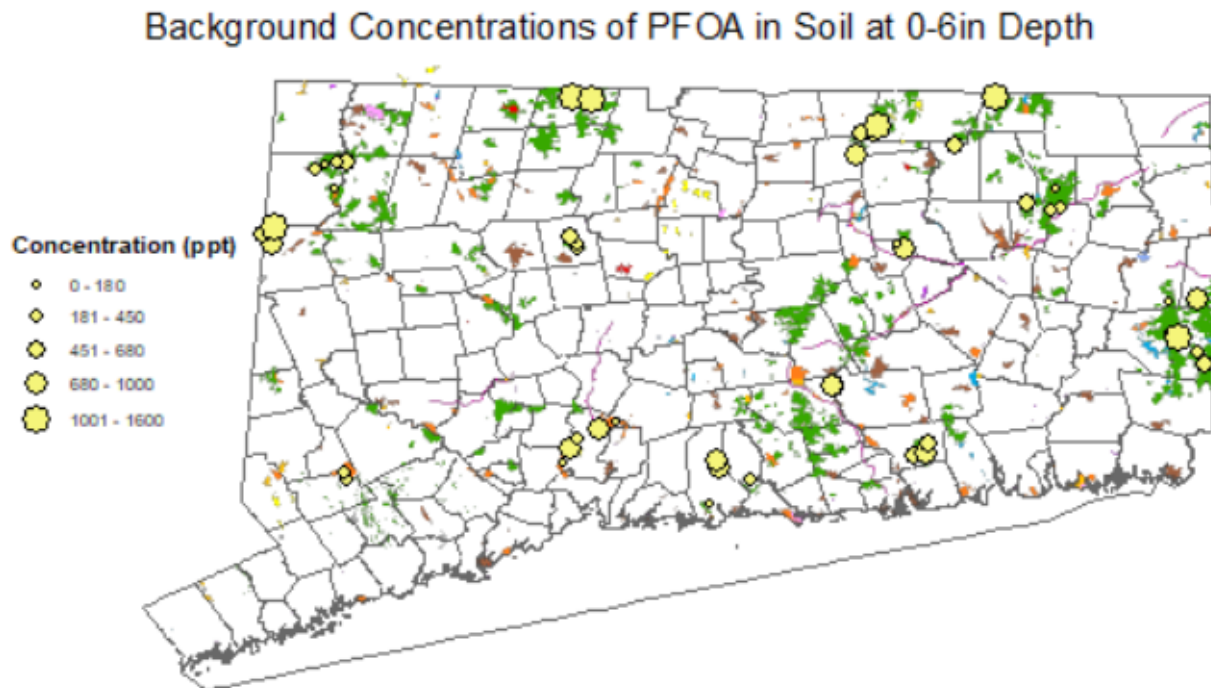 Background Concentrations of PFOA in Soil at 0-6in Depth
Concentration (ppt)
0 - 180
181 - 450
451 - 680
680 - 1000
1001 - 1600